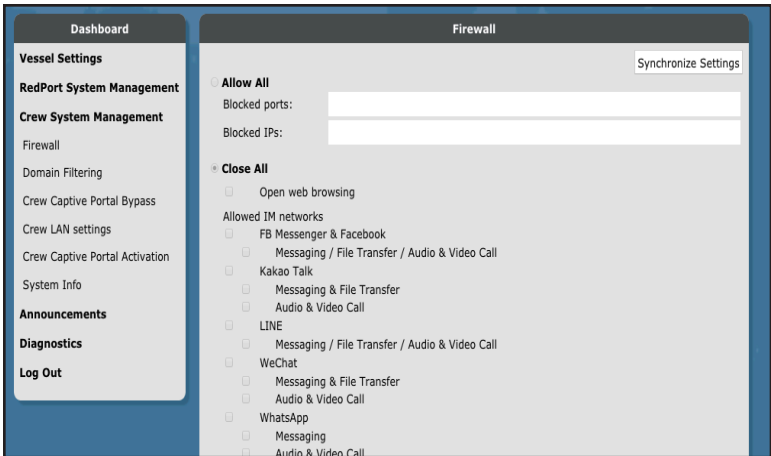 Dashboard
Vessel Settings
RedPort System Management
Crew System Management
Firewall
Domain Filtering
Crew Captive Portal Bypass
Crew LAN settings
Crew Captive Portal Activation
System Info
Announcements
Diagnostics
Log Out
Firewall
Synchronize Settings
Allow All
Blocked ports:
Blocked IPs:
Close All
Open web browsing
Allowed IM networks
FB Messenger & Facebook
Messaging / File Transfer / Audio & Video Call
Kakao Talk
Messaging & File Transfer
Audio & Video Call
LINE
Messaging / File Transfer / Audio & Video Call
WeChat
Messaging & File Transfer
Audio & Video Call
WhatsApp
Messaging
Audio & Video Call